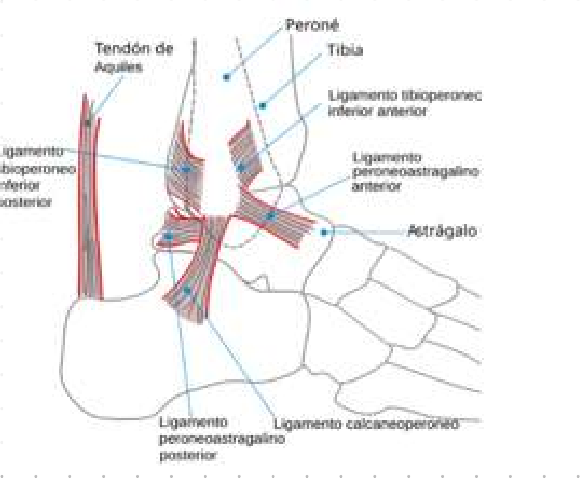 Peroné
Tendón de
Aquiles
Tibia
Ligamento tibioperoneo
inferior anterior
Ligamento
tibioperoneo
inferior
posterior
Ligamento
peroneoastragalino
anterior
Astrágalo
Ligamento
peroneoastragalino
posterior
Ligamento calcaneoperoneo